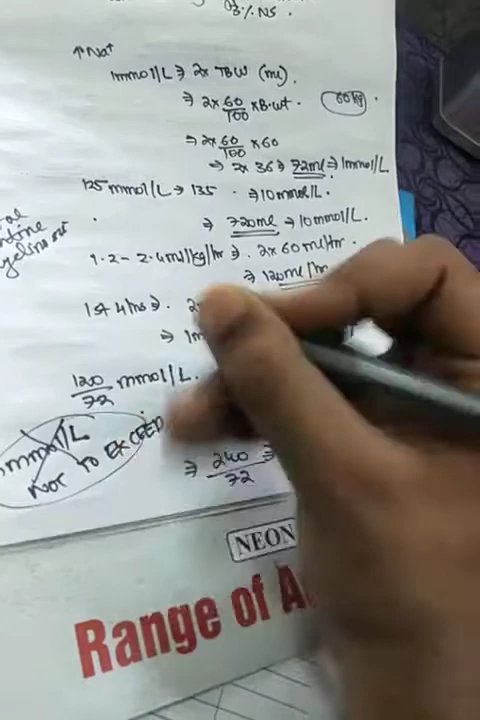 3% NS.
↑Na+
1mmol/L ⇒ 2x TBW (ml).
⇒ 2x 60/100 x B.wt. 60kg.
⇒ 2x 60/100 x 60
⇒ 2x 36 ⇒ 72ml ⇒ 1mmol/L.
125 mmol/L → 135 ⇒ 10mmol/L.
⇒ 720ml ⇒ 10mmol/L.
1.2 - 2.4ml/kg/hr ⇒. 2x60ml/hr.
⇒ 120ml/hr
1st 4hrs ⇒.
⇒ 1m
120/72 mmol/L.
mmol/L
NOT TO EXCEED
⇒ 240/72 ⇒
NEON
Range of A